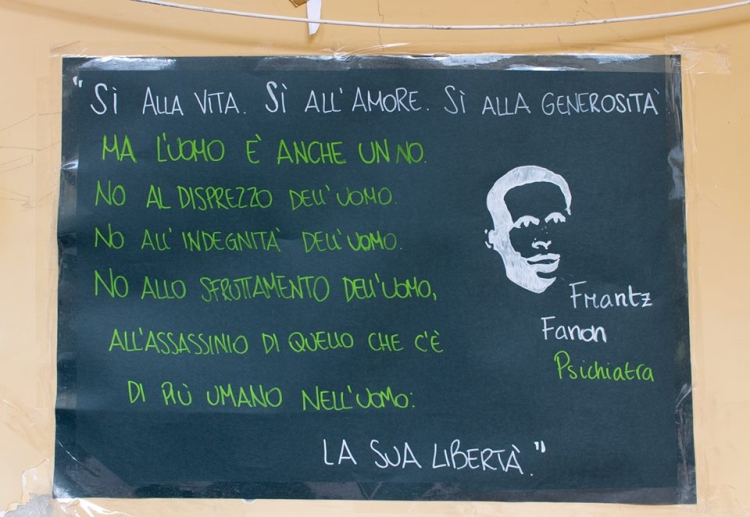 "SÌ ALLA VITA. SÌ ALL'AMORE. SÌ ALLA GENEROSITÀ
MA L'UOMO E' ANCHE UN NO.
NO AL DISPREZZO DELL'UOMO.
NO ALL'INDEGNITÀ DELL'UOMO.
NO ALLO SFRUTTAMENTO DELL'UOMO,
ALL'ASSASSINIO DI QUELLO CHE C'È
DI PIÙ UMANO NELL'UOMO:
LA SUA LIBERTÀ."
Frantz
Fanon
Psichiatra